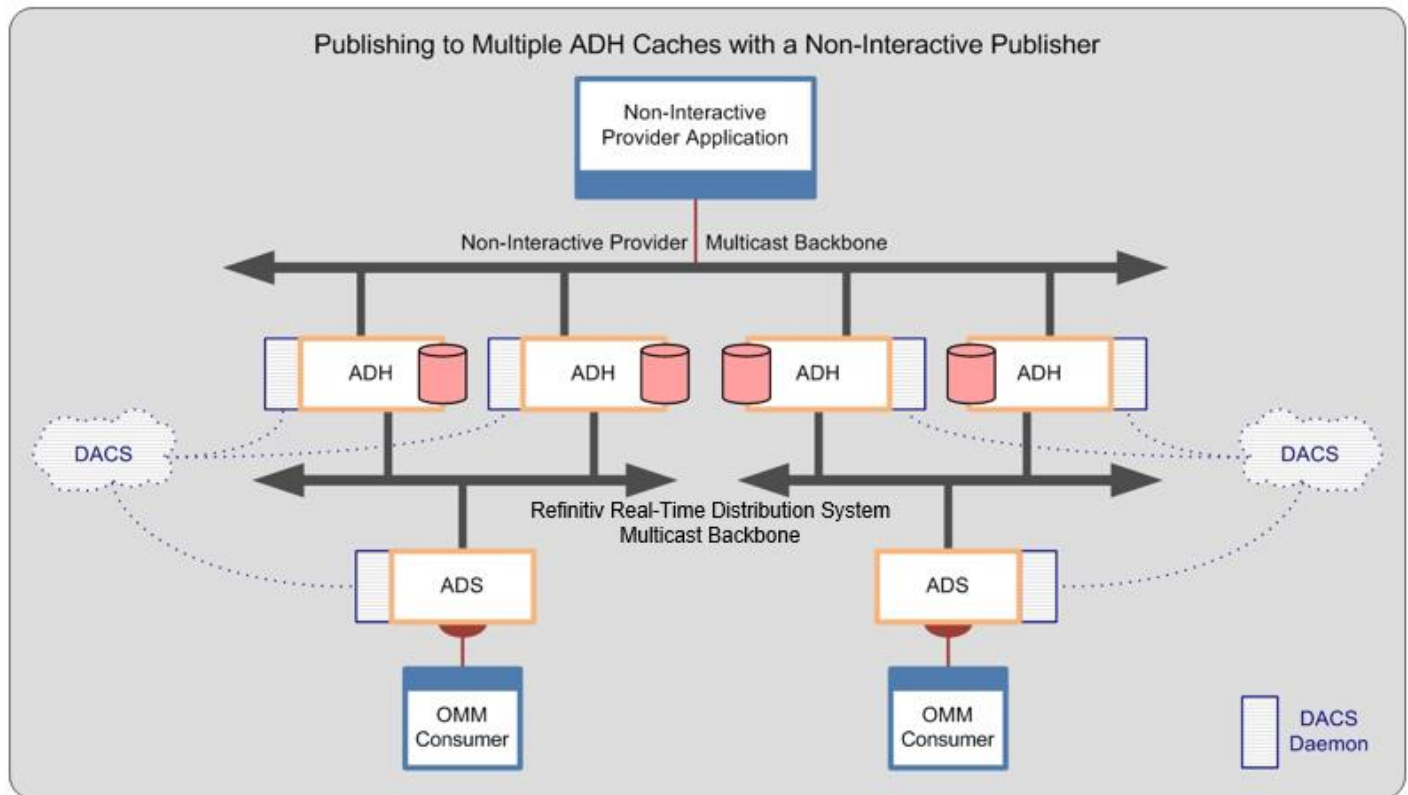 Publishing to Multiple ADH Caches with a Non-Interactive Publisher
Non-Interactive
Provider Application
Non-Interactive Provider
Multicast Backbone
ADH
ADH
ADH
ADH
DACS
DACS
Refinitiv Real-Time Distribution System
Multicast Backbone
ADS
ADS
OMM
Consumer
OMM
Consumer
DACS
Daemon